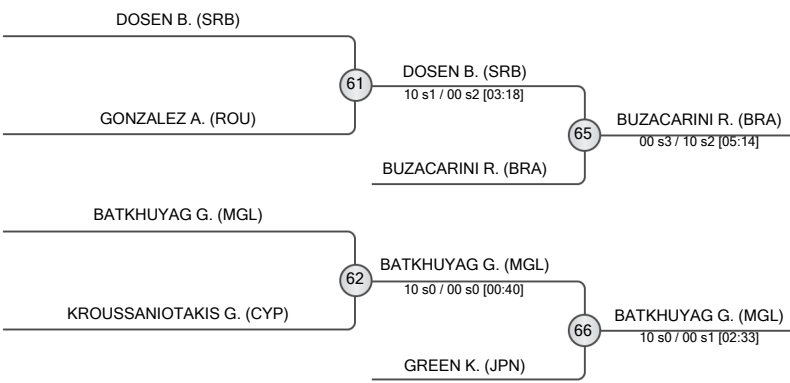 DOSEN B. (SRB)
61
DOSEN B. (SRB)
10 s1 / 00 s2 [03:18]
GONZALEZ A. (ROU)
65
BUZACARINI R. (BRA)
00 s3 / 10 s2 [05:14]
BUZACARINI R. (BRA)
BATKHUYAG G. (MGL)
62
BATKHUYAG G. (MGL)
10 s0 / 00 s0 [00:40]
KROUSSANIOTAKIS G. (CYP)
66
BATKHUYAG G. (MGL)
10 s0 / 00 s1 [02:33]
GREEN K. (JPN)